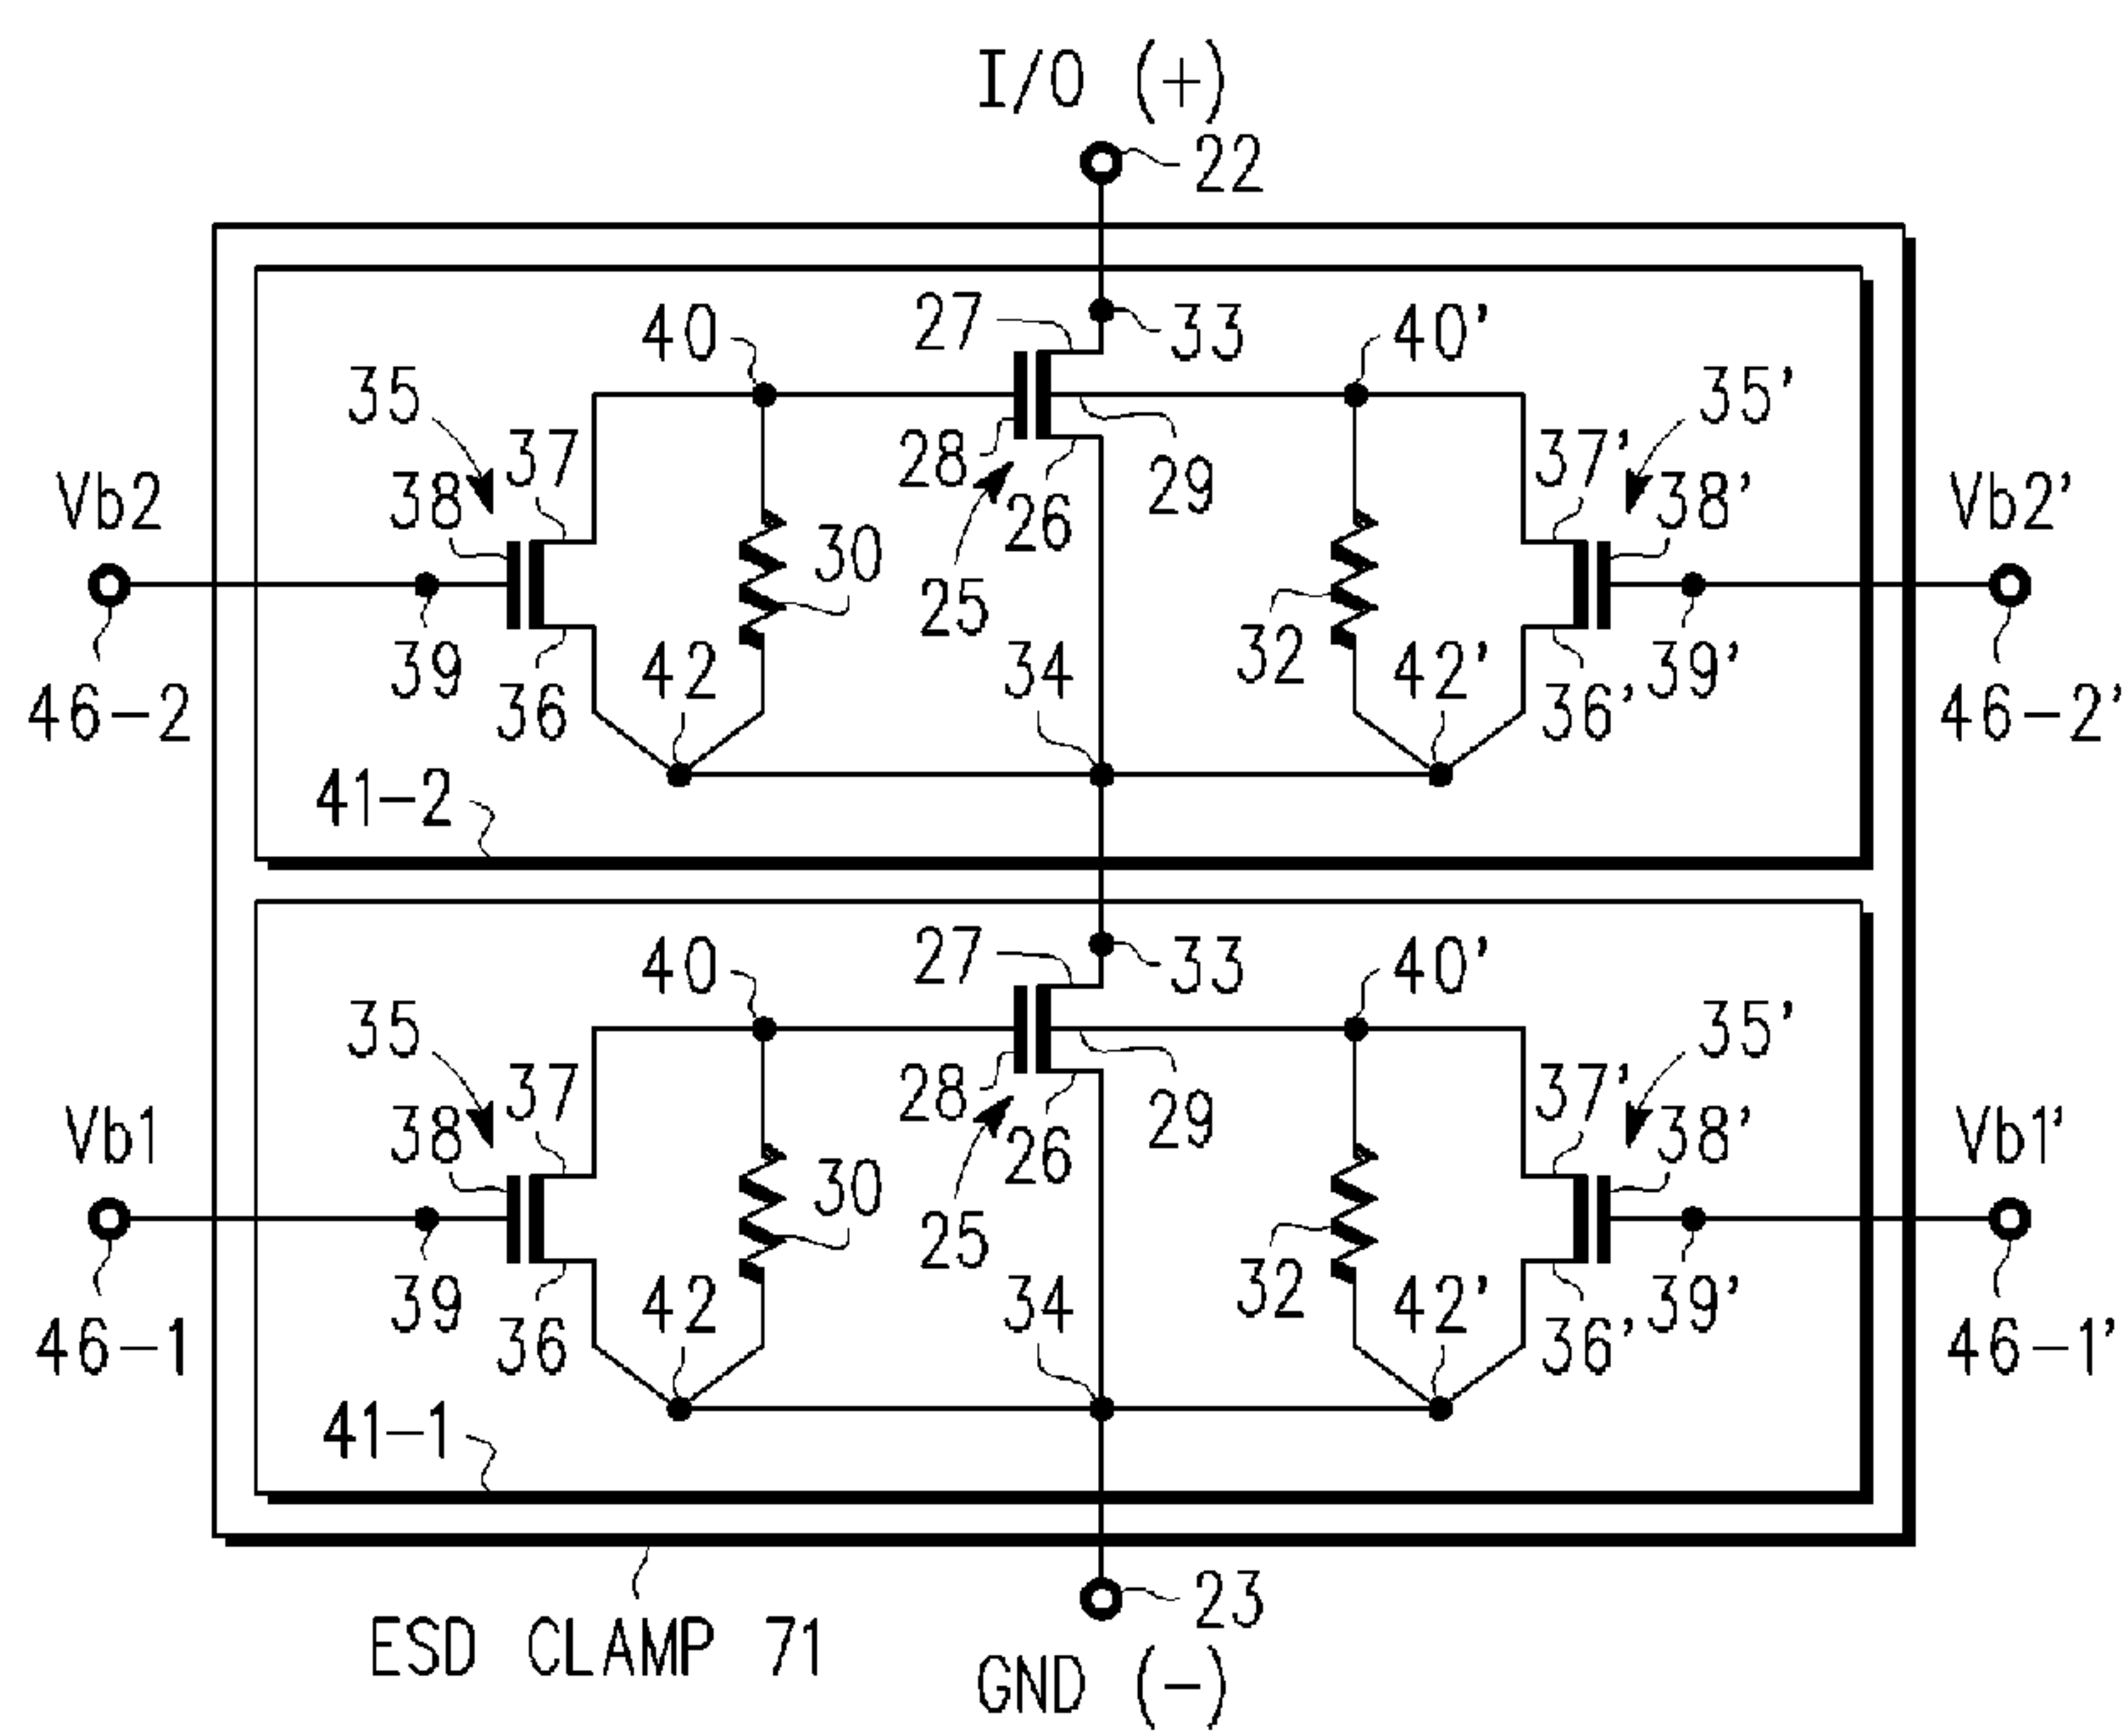 I/O (+)
22
27 33
40 40'
35 35'
37 37'
38 28 29 38'
Vb2 26 Vb2'
30 25 32
39 42 34 42' 39'
46-2 36 36' 46-2'
41-2
27 33
40 40'
35 35'
37 37'
38 28 29 38'
Vb1 26 Vb1'
30 25 32
39 42 34 42' 39'
46-1 36 36' 46-1'
41-1
23
ESD CLAMP 71
GND (-)